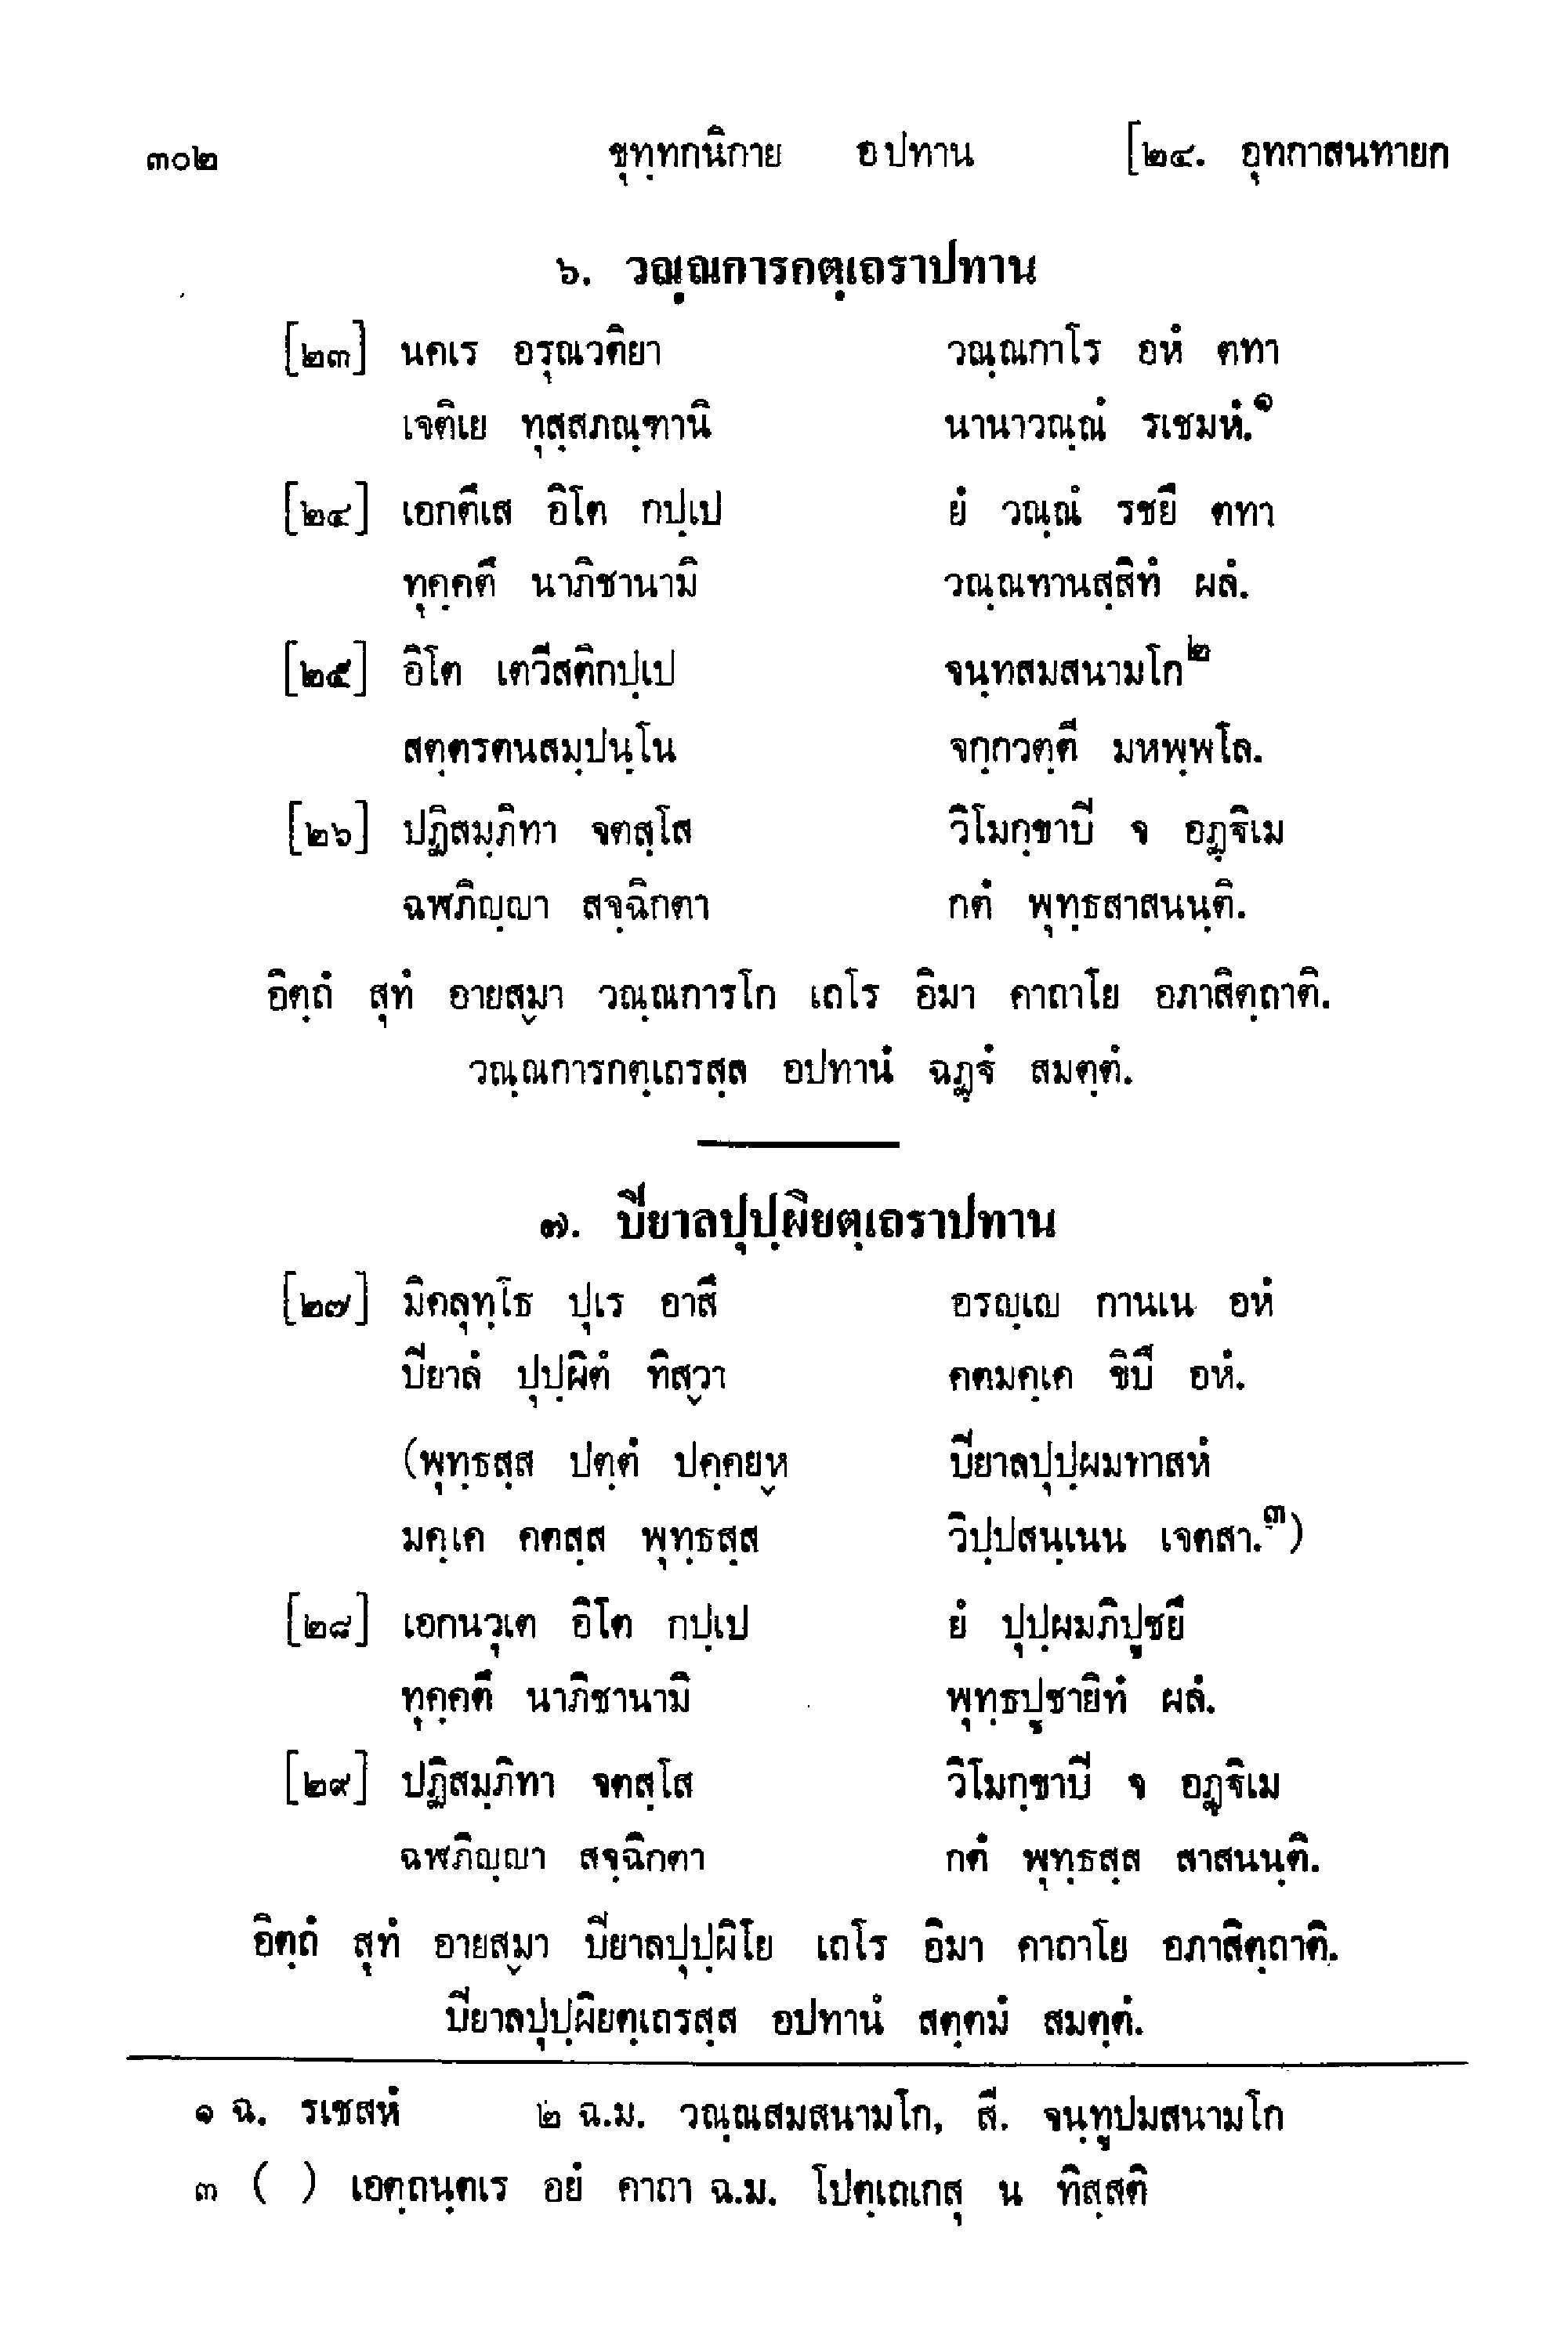 ๓๐๒ ขุทฺทกนิกาย อปทาน [๒๔. อุทกาสนทายก
๖. วณฺณการกตฺเถราปทาน
[๒๓] นคเร อรุณวติยา วณฺณกาโร อหํ ตทา
เจติเย ทุสฺสภณฺฑานิ นานาวณฺณํ รเชมหํ.๑
[๒๔] เอกตึเส อิโต กปฺเป ยํ วณฺณํ รชยึ ตทา
ทุคฺคตึ นาภิชานามิ วณฺณทานสฺสิทํ ผลํ.
[๒๕] อิโต เตวีสติกปฺเป จนฺทสมสนามโก๒
สตฺตรตนสมฺปนฺโน จกฺกวตฺตี มหพฺพโล.
[๒๖] ปฏิสมฺภิทา จตสฺโส วิโมกฺขาปิ จ อฏฺฐิเม
ฉฬภิญฺญา สจฺฉิกตา กตํ พุทฺธสาสนนฺติ.
อิตฺถํ สุทํ อายสฺมา วณฺณการโก เถโร อิมา คาถาโย อภาสิตฺถาติ.
วณฺณการกตฺเถรสฺส อปทานํ ฉฏฺฐํ สมตฺตํ.
๗. ปิยาลปุปฺผิยตฺเถราปทาน
[๒๗] มิคลุทฺโธ ปุเร อาสึ อรญฺเญ กานเน อหํ
ปิยาลํ ปุปฺผิตํ ทิสฺวา คตมคฺเค ขิปึ อหํ.
(พุทฺธสฺส ปตฺตํ ปคฺคยฺห ปิยาลปุปฺผมทาสหํ
มคฺเค คตสฺส พุทฺธสฺส วิปฺปสนฺเนน เจตสา.๓)
[๒๘] เอกนวุเต อิโต กปฺเป ยํ ปุปฺผมภิปูชยึ
ทุคฺคตึ นาภิชานามิ พุทฺธปูชายิทํ ผลํ.
[๒๙] ปฏิสมฺภิทา จตสฺโส วิโมกฺขาปิ จ อฏฺฐิเม
ฉฬภิญฺญา สจฺฉิกตา กตํ พุทฺธสฺส สาสนนฺติ.
อิตฺถํ สุทํ อายสฺมา ปิยาลปุปฺผิโย เถโร อิมา คาถาโย อภาสิตฺถาติ.
ปิยาลปุปฺผิยตฺเถรสฺส อปทานํ สตฺตมํ สมตฺตํ.
๑ ฉ. รเชสหํ ๒ ฉ.ม. วณฺณสมสนามโก, สี. จนฺทูปมสนามโก
๓ ( ) เอตฺถนฺตเร อยํ คาถา ฉ.ม. โปตฺเถเกสุ น ทิสฺสติ